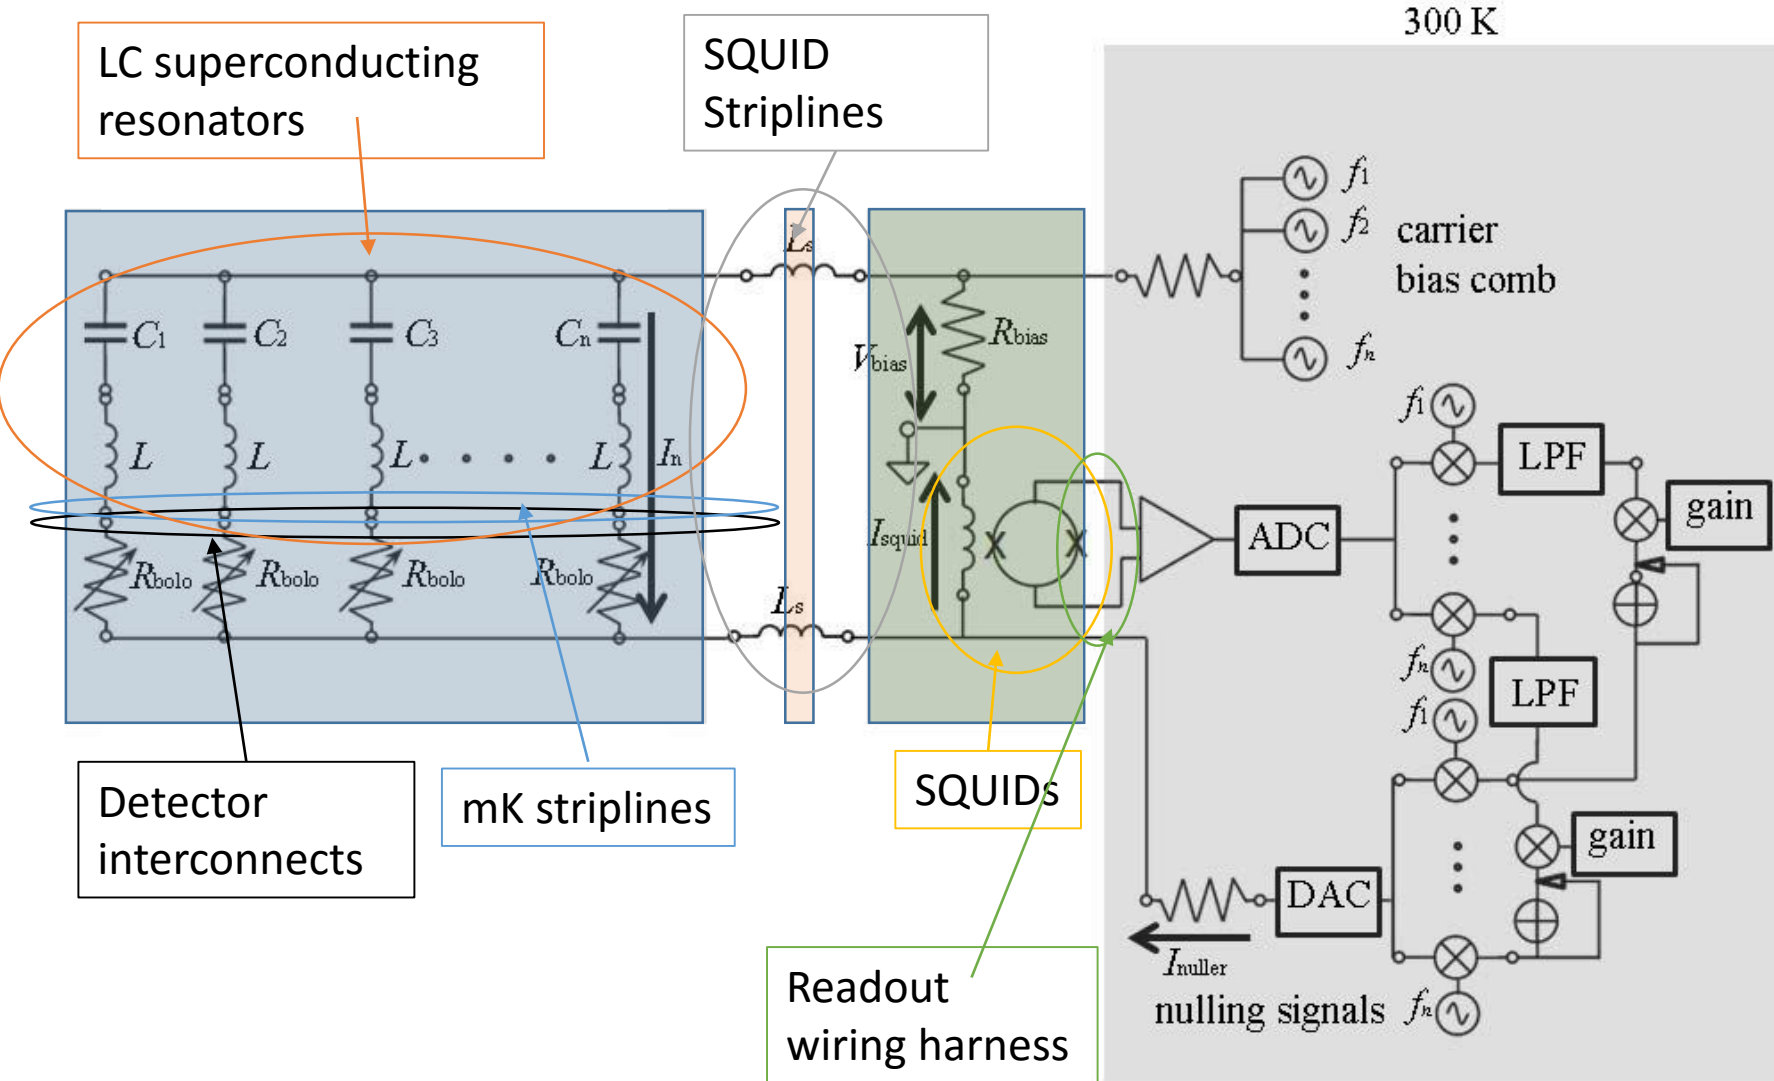 300 K
LC superconducting
resonators
SQUID
Striplines
f1
f2
carrier
bias comb
fn
Ls
C1
C2
C3
Cn
Rbias
Vbias
L
L
L
L
In
f1
LPF
gain
Isquid
ADC
Rbolo
Rbolo
Rbolo
Rbolo
Ls
fn
LPF
f1
Detector
interconnects
mK striplines
SQUIDs
gain
DAC
Inuller
nulling signals
fn
Readout
wiring harness